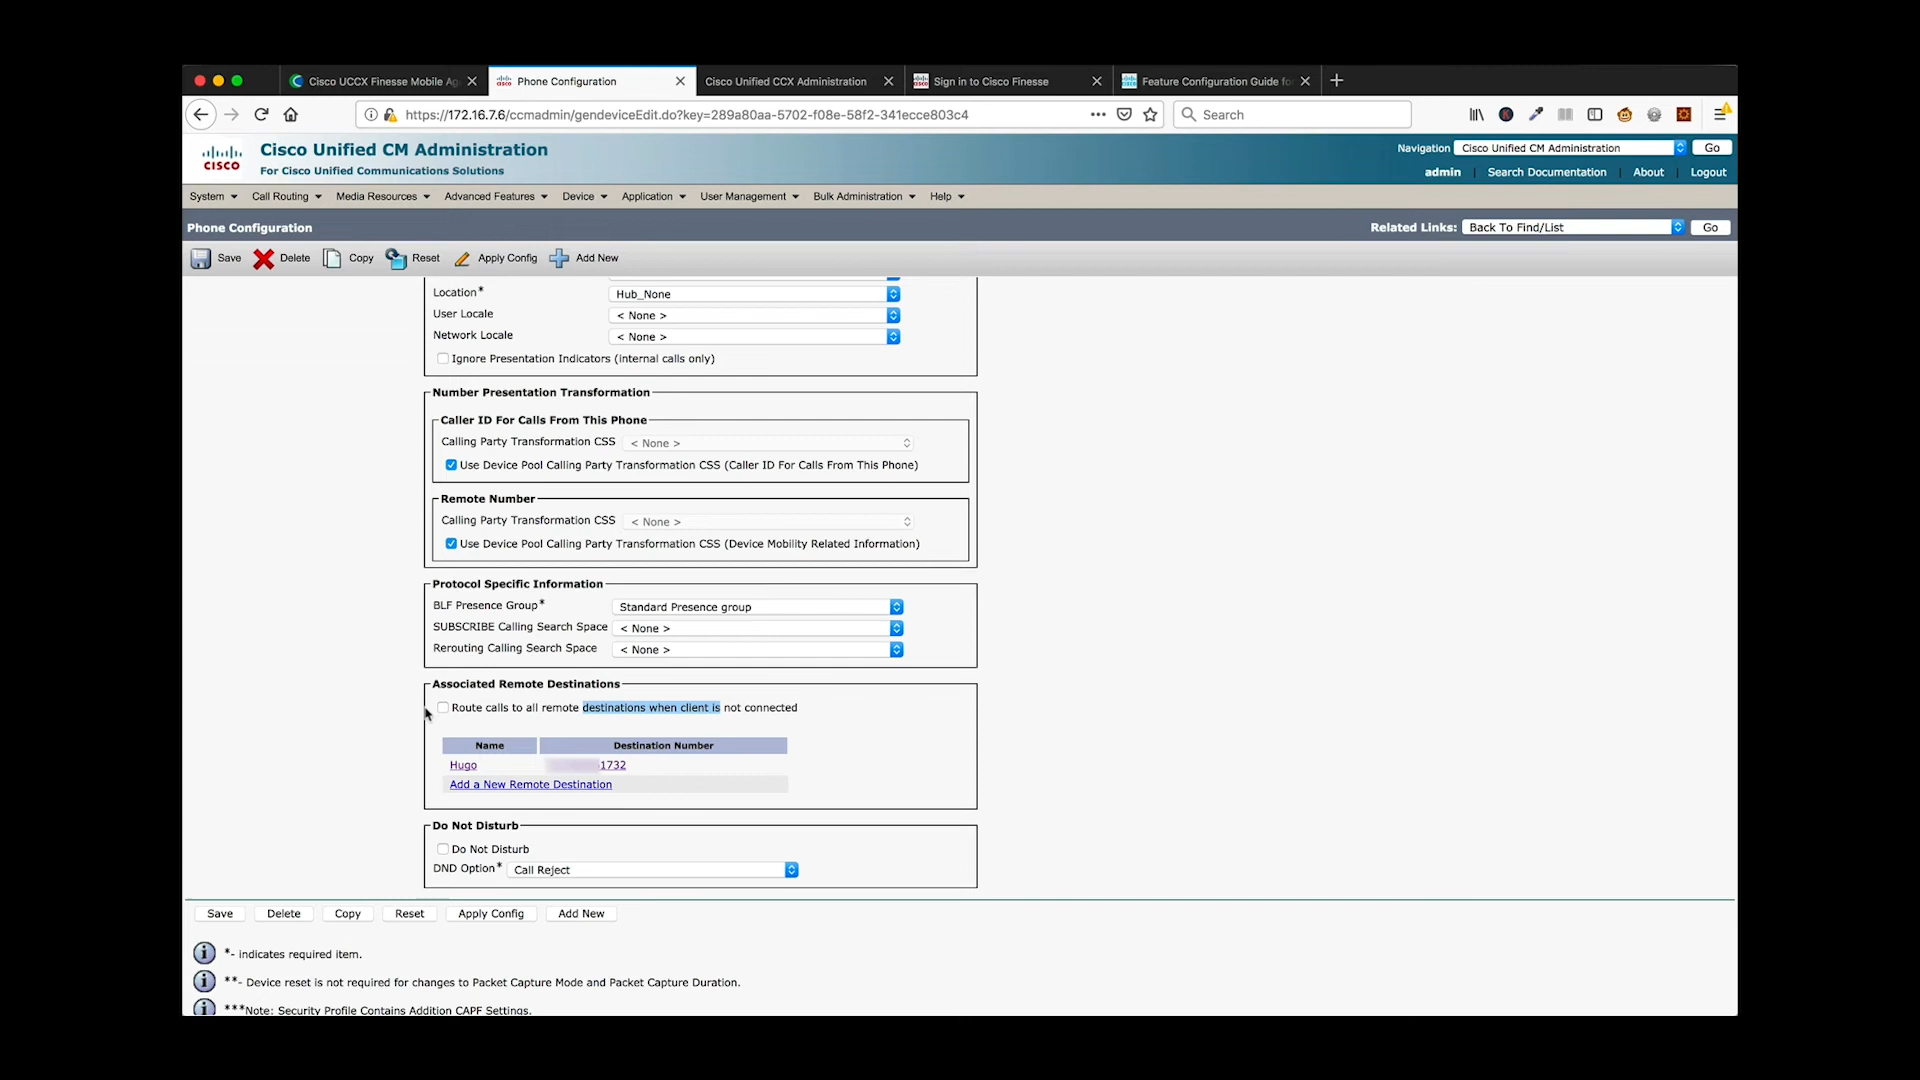 Cisco UCCX Finesse Mobile Ag
Phone Configuration
Cisco Unified CCX Administration
Sign in to Cisco Finesse
Feature Configuration Guide fo
https://172.16.7.6/ccmadmin/gendeviceEdit.do?key=289a80aa-5702-f08e-58f2-341ecce803c4
Search
CISCO
Cisco Unified CM Administration
For Cisco Unified Communications Solutions
Navigation Cisco Unified CM Administration Go
admin | Search Documentation | About | Logout
System Call Routing Media Resources Advanced Features Device Application User Management Bulk Administration Help
Phone Configuration
Related Links: Back To Find/List Go
Save Delete Copy Reset Apply Config Add New
Location* Hub_None
User Locale < None >
Network Locale < None >
Ignore Presentation Indicators (internal calls only)
Number Presentation Transformation
Caller ID For Calls From This Phone
Calling Party Transformation CSS < None >
Use Device Pool Calling Party Transformation CSS (Caller ID For Calls From This Phone)
Remote Number
Calling Party Transformation CSS < None >
Use Device Pool Calling Party Transformation CSS (Device Mobility Related Information)
Protocol Specific Information
BLF Presence Group* Standard Presence group
SUBSCRIBE Calling Search Space < None >
Rerouting Calling Search Space < None >
Associated Remote Destinations
Route calls to all remote destinations when client is not connected
Name Destination Number
Hugo 1732
Add a New Remote Destination
Do Not Disturb
Do Not Disturb
DND Option* Call Reject
Save Delete Copy Reset Apply Config Add New
*- indicates required item.
**- Device reset is not required for changes to Packet Capture Mode and Packet Capture Duration.
***Note: Security Profile Contains Addition CAPF Settings.